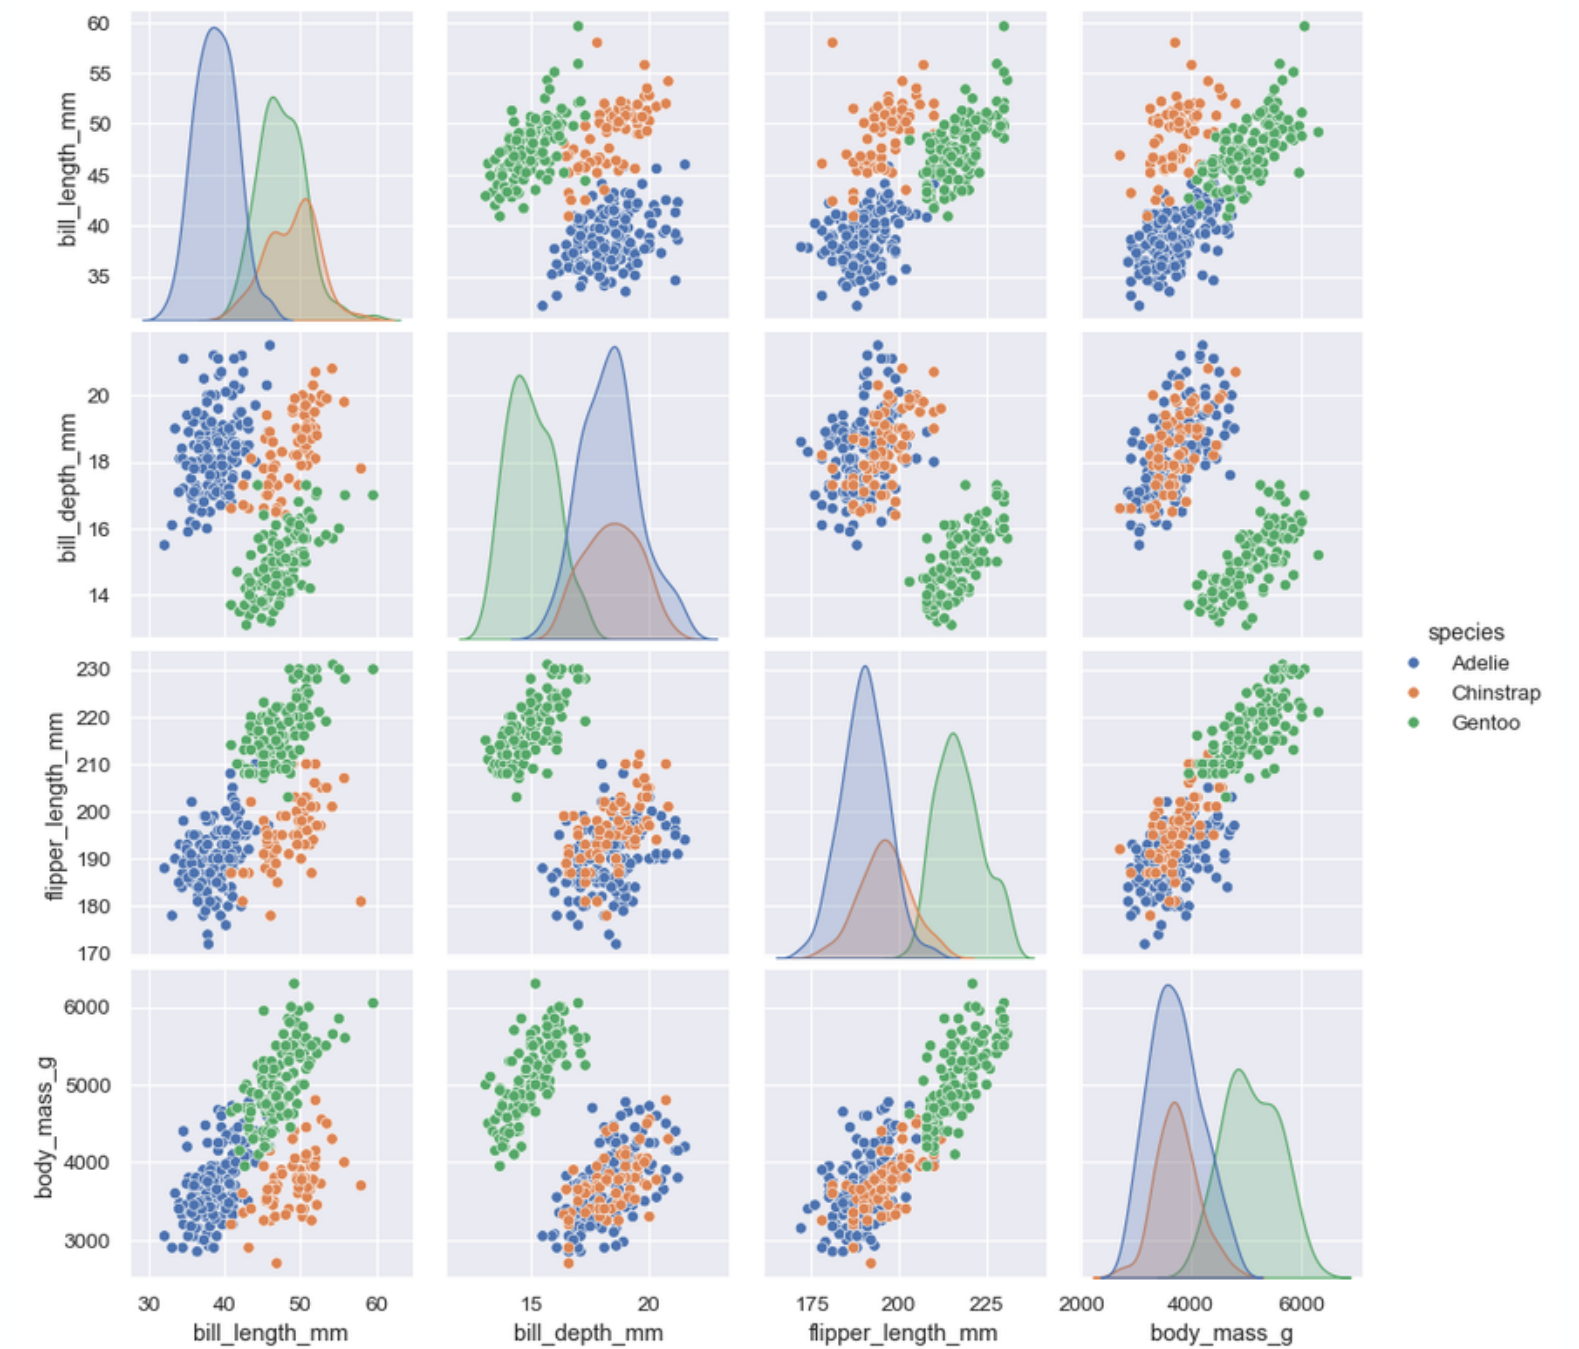 60
55
50
45
40
35
bill_length_mm
20
18
16
14
bill_depth_mm
230
220
210
200
190
180
170
flipper_length_mm
6000
5000
4000
3000
body_mass_g
30 40 50 60
bill_length_mm
15 20
bill_depth_mm
175 200 225
flipper_length_mm
2000 4000 6000
body_mass_g
species
Adelie
Chinstrap
Gentoo